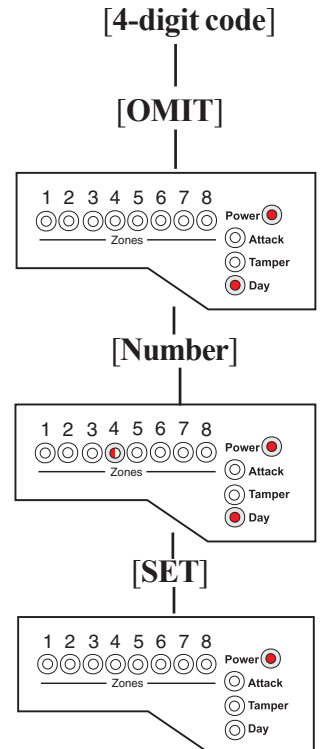 [4-digit code]
[OMIT]
1 2 3 4 5 6 7 8
Power
Attack
Zones
Tamper
Day
[Number]
1 2 3 4 5 6 7 8
Power
Attack
Zones
Tamper
Day
[SET]
1 2 3 4 5 6 7 8
Power
Attack
Zones
Tamper
Day